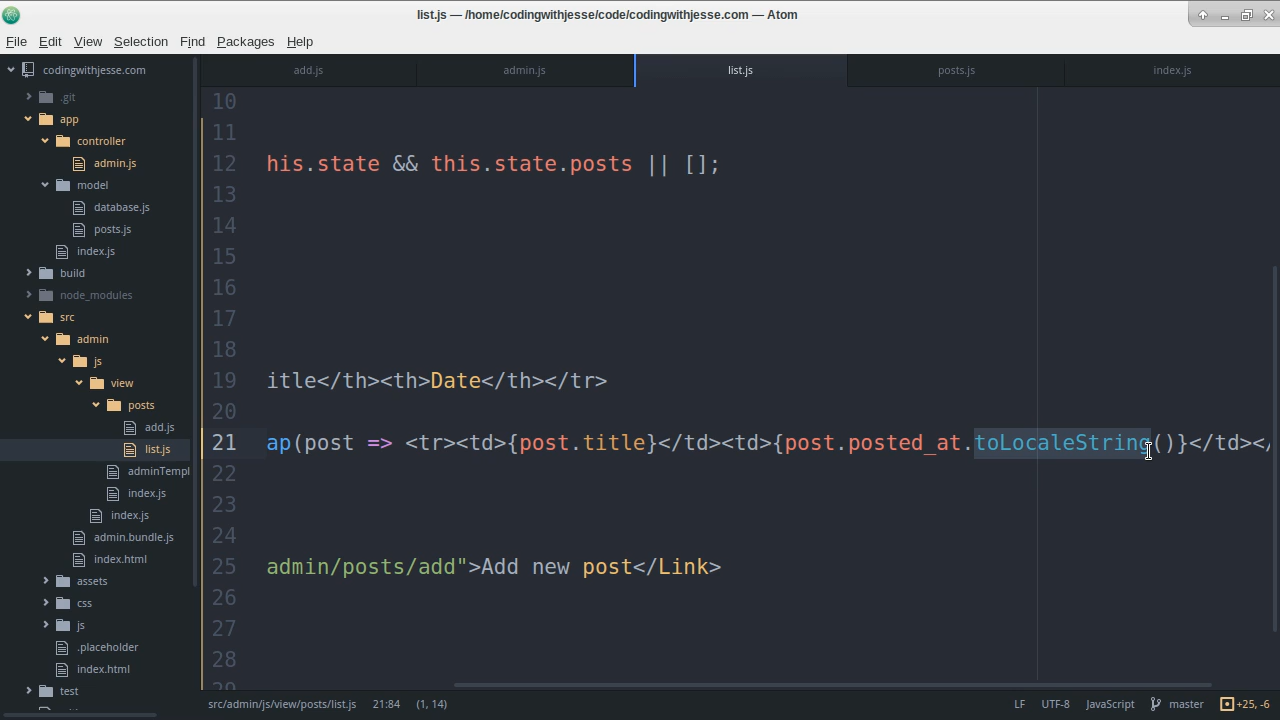 list.js — /home/codingwithjesse/code/codingwithjesse.com — Atom
File Edit View Selection Find Packages Help
codingwithjesse.com
.git
app
controller
admin.js
model
database.js
posts.js
index.js
build
node_modules
src
admin
js
view
posts
add.js
list.js
adminTempl
index.js
index.js
admin.bundle.js
index.html
assets
css
js
.placeholder
index.html
test
add.js admin.js list.js posts.js index.js
10
11
12 his.state && this.state.posts || [];
13
14
15
16
17
18
19 itle</th><th>Date</th></tr>
20
21 ap(post => <tr><td>{post.title}</td><td>{post.posted_at.toLocaleString()}</td></
22
23
24
25 admin/posts/add">Add new post</Link>
26
27
28
29
src/admin/js/view/posts/list.js 21:84 (1, 14) LF UTF-8 JavaScript master +25, -6